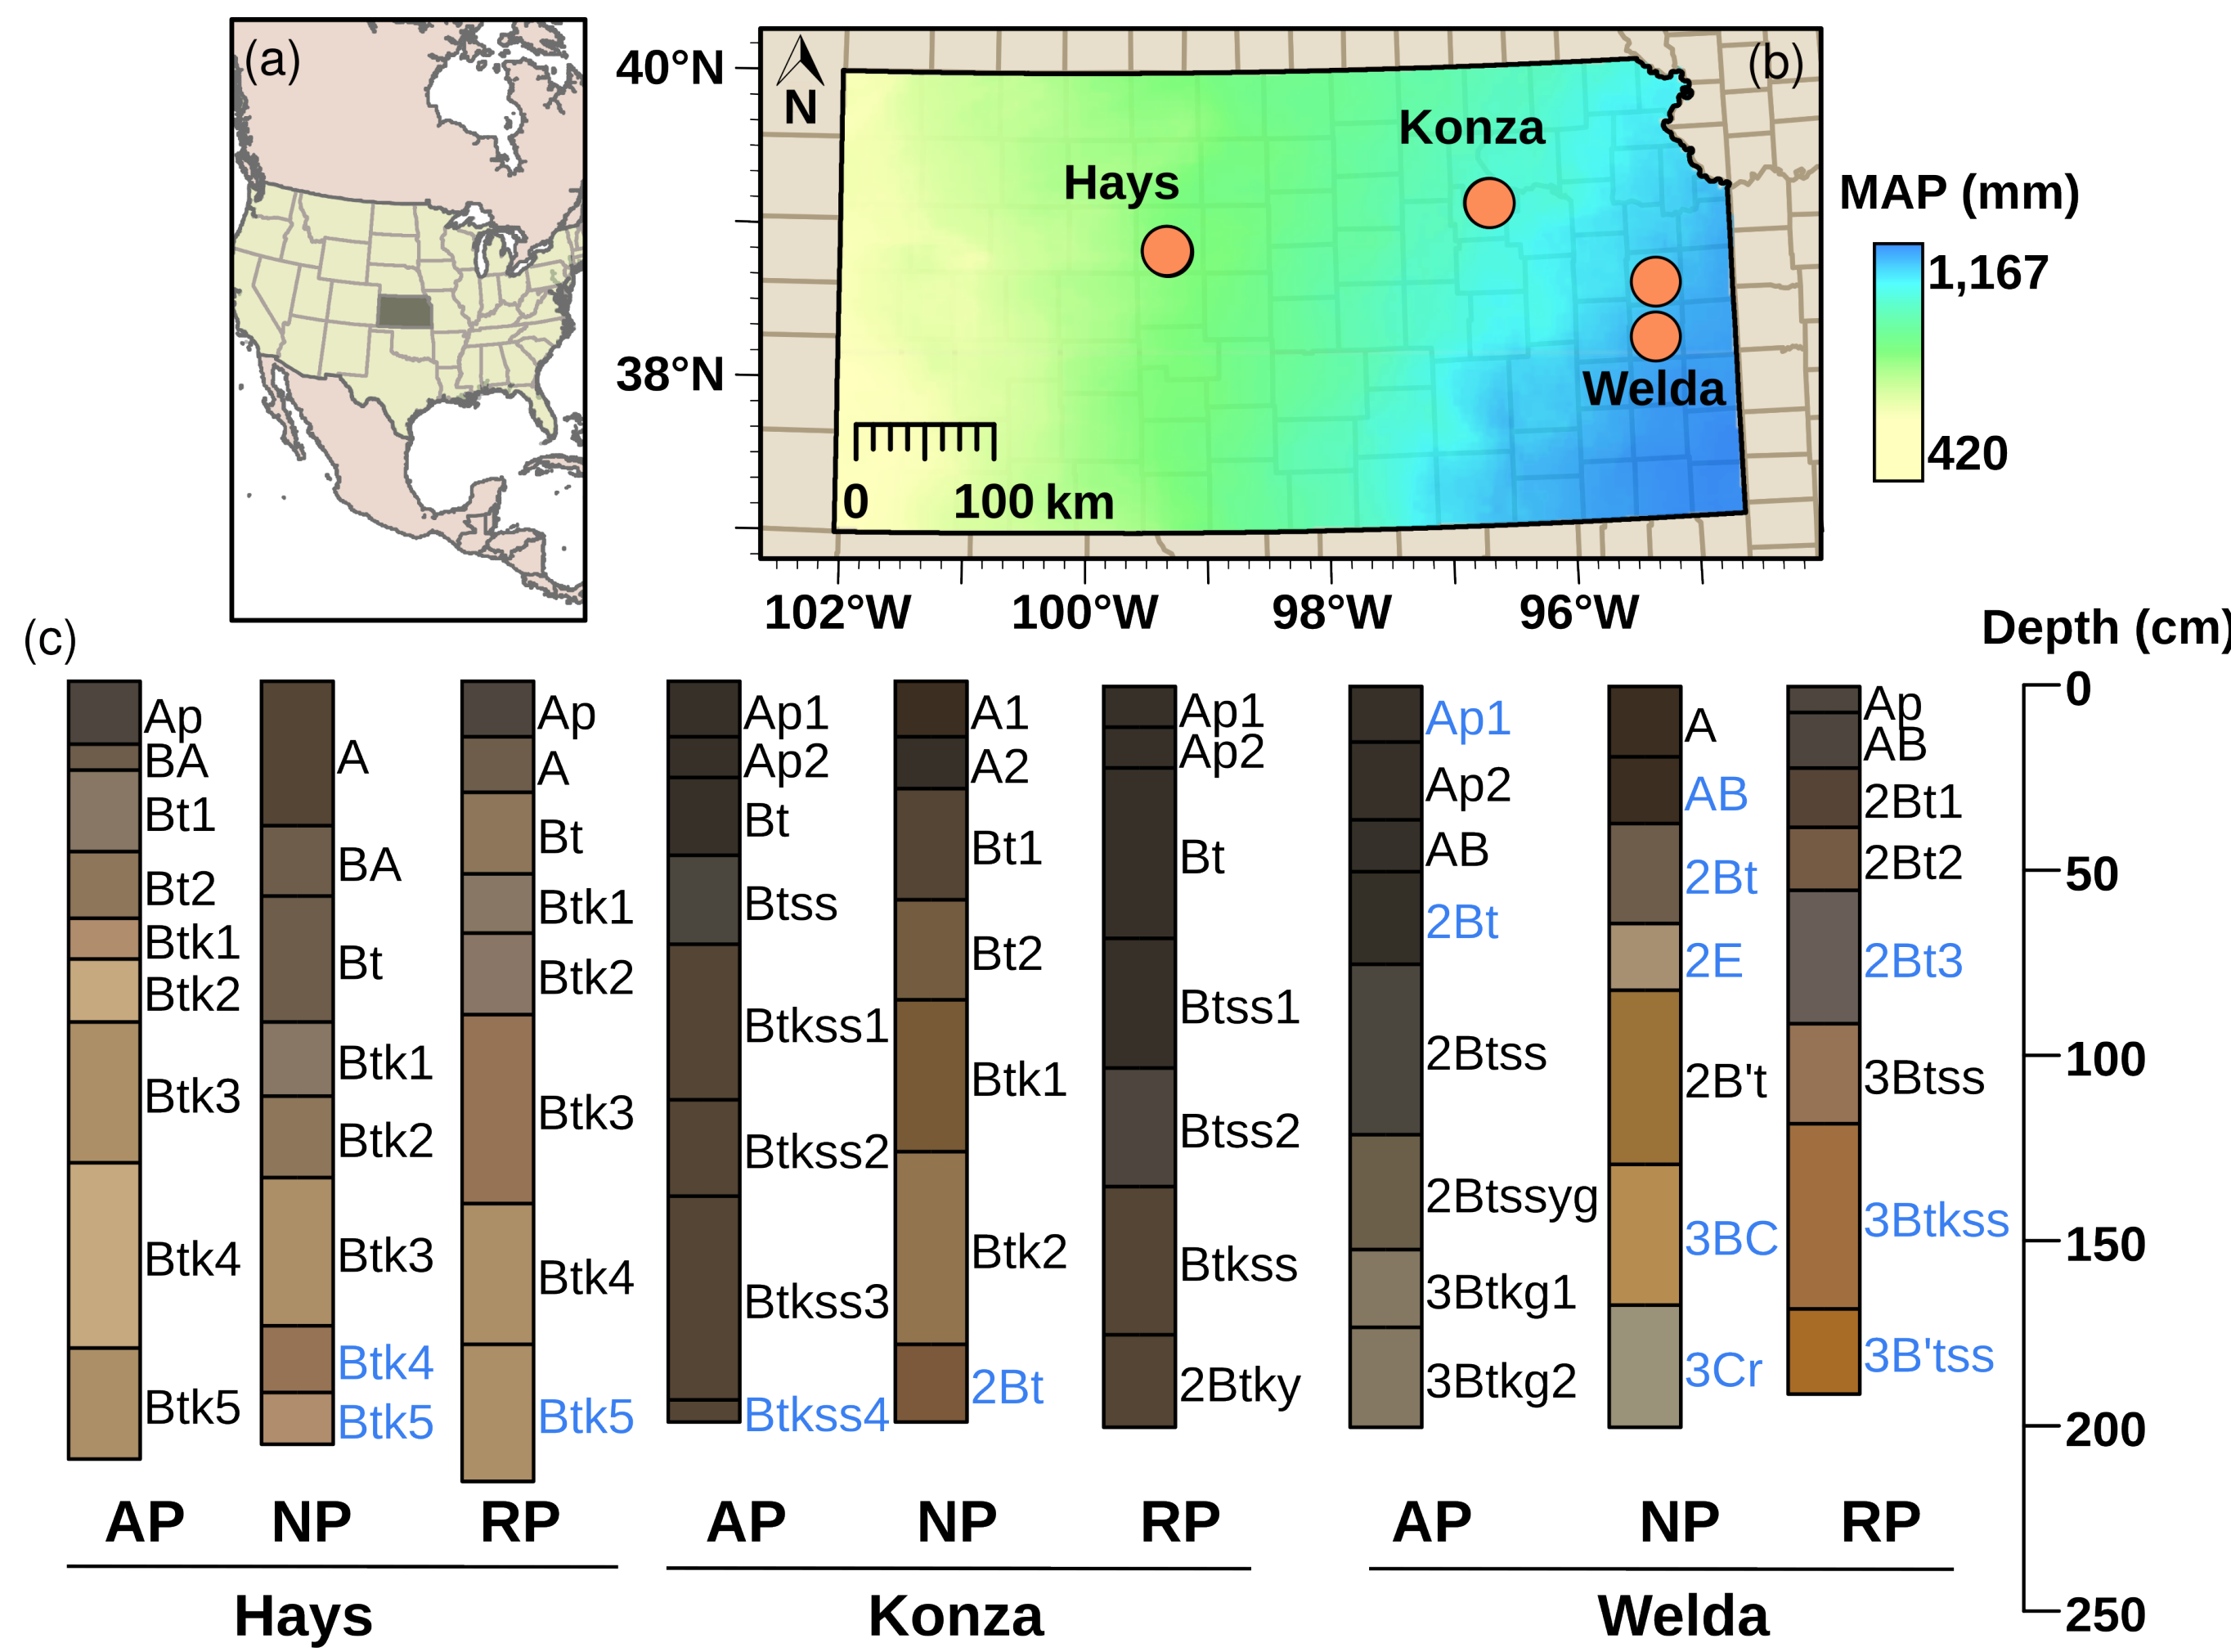 (a)
(b)
40°N
38°N
N
Hays
Konza
Welda
0 100 km
102°W 100°W 98°W 96°W
MAP (mm)
1,167
420
(c)
Depth (cm)
0
50
100
150
200
250
Ap
BA
Bt1
Bt2
Btk1
Btk2
Btk3
Btk4
Btk5
A
BA
Bt
Btk1
Btk2
Btk3
Btk4
Btk5
Ap
A
Bt
Btk1
Btk2
Btk3
Btk4
Btk5
Ap1
Ap2
Bt
Btss
Btkss1
Btkss2
Btkss3
Btkss4
A1
A2
Bt1
Bt2
Btk1
Btk2
2Bt
Ap1
Ap2
Bt
Btss1
Btss2
Btkss
2Btky
Ap1
Ap2
AB
2Bt
2Btss
2Btssyg
3Btkg1
3Btkg2
A
AB
2Bt
2E
2B't
3BC
3Cr
Ap
AB
2Bt1
2Bt2
2Bt3
3Btss
3Btkss
3B'tss
AP NP RP AP NP RP AP NP RP
Hays Konza Welda